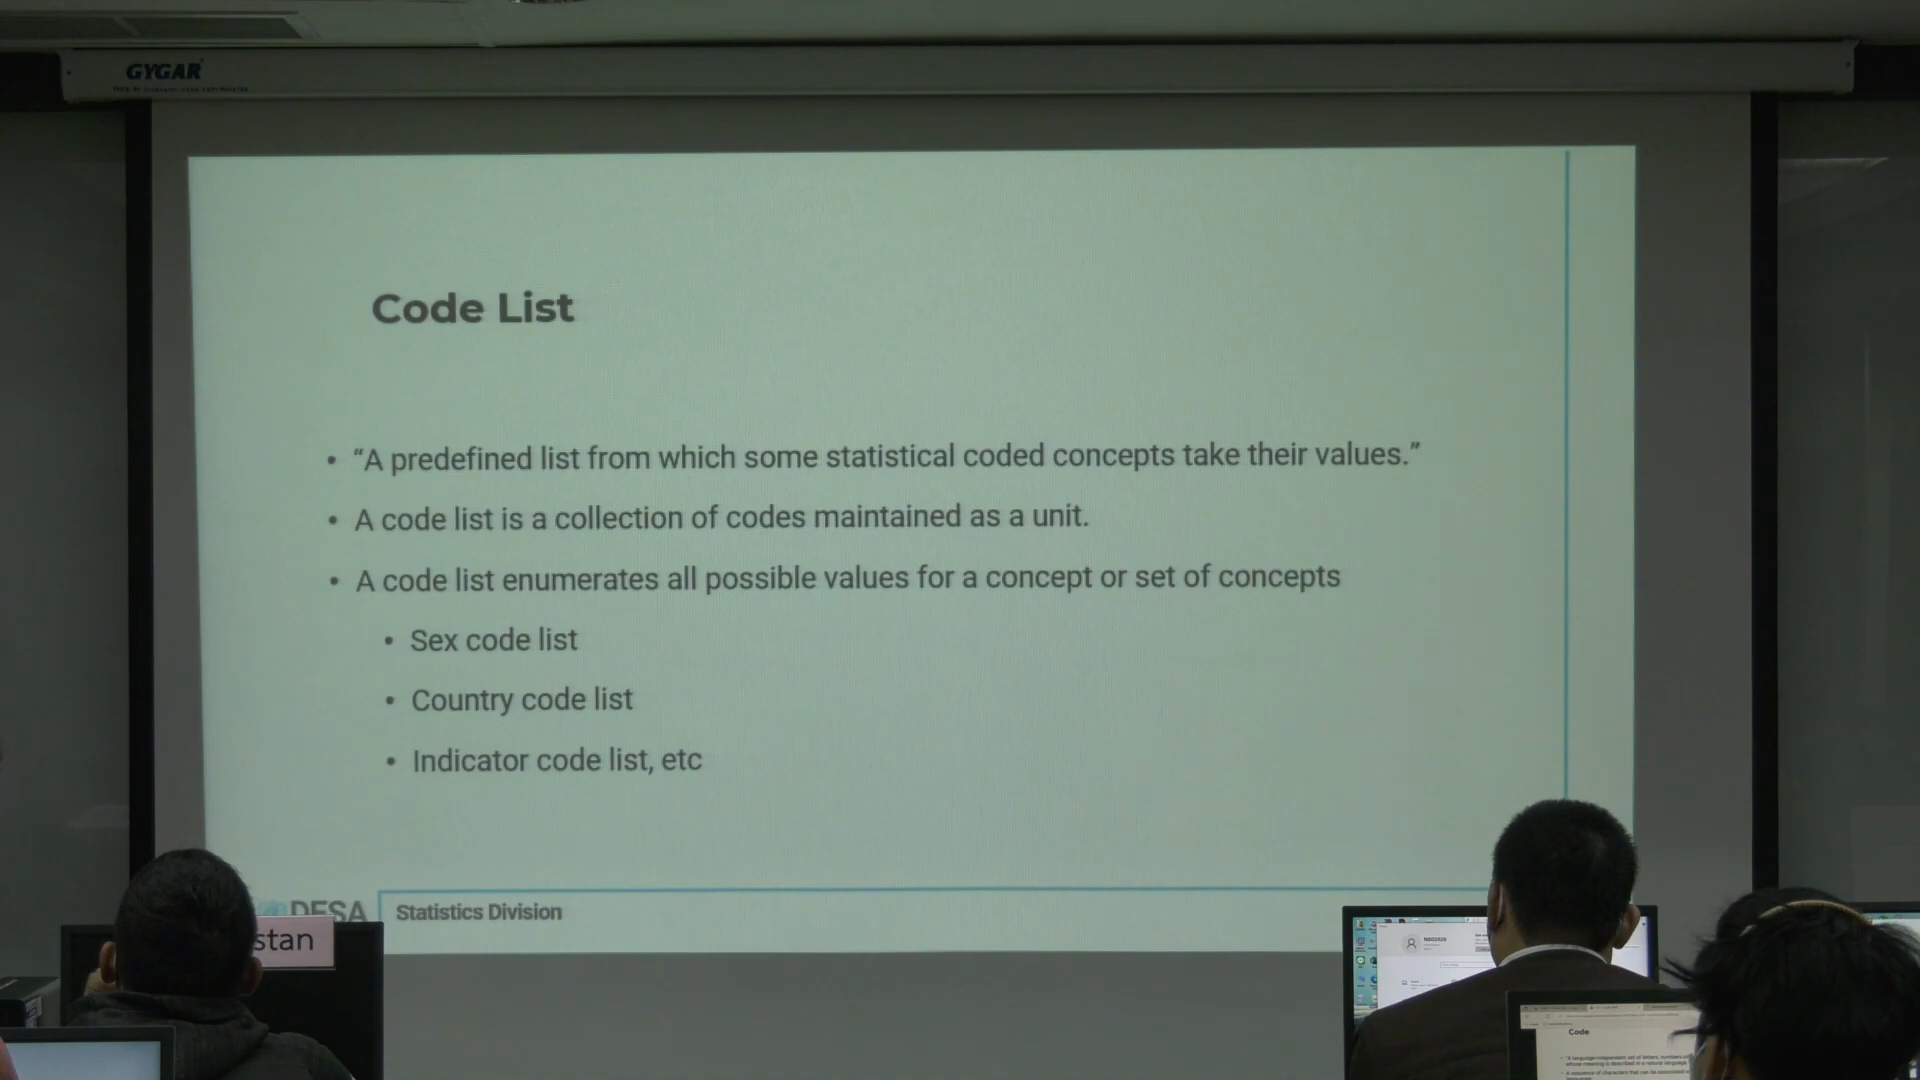 GYGAR
Code List
• “A predefined list from which some statistical coded concepts take their values.”
• A code list is a collection of codes maintained as a unit.
• A code list enumerates all possible values for a concept or set of concepts
• Sex code list
• Country code list
• Indicator code list, etc
DESA
Statistics Division
stan
Code